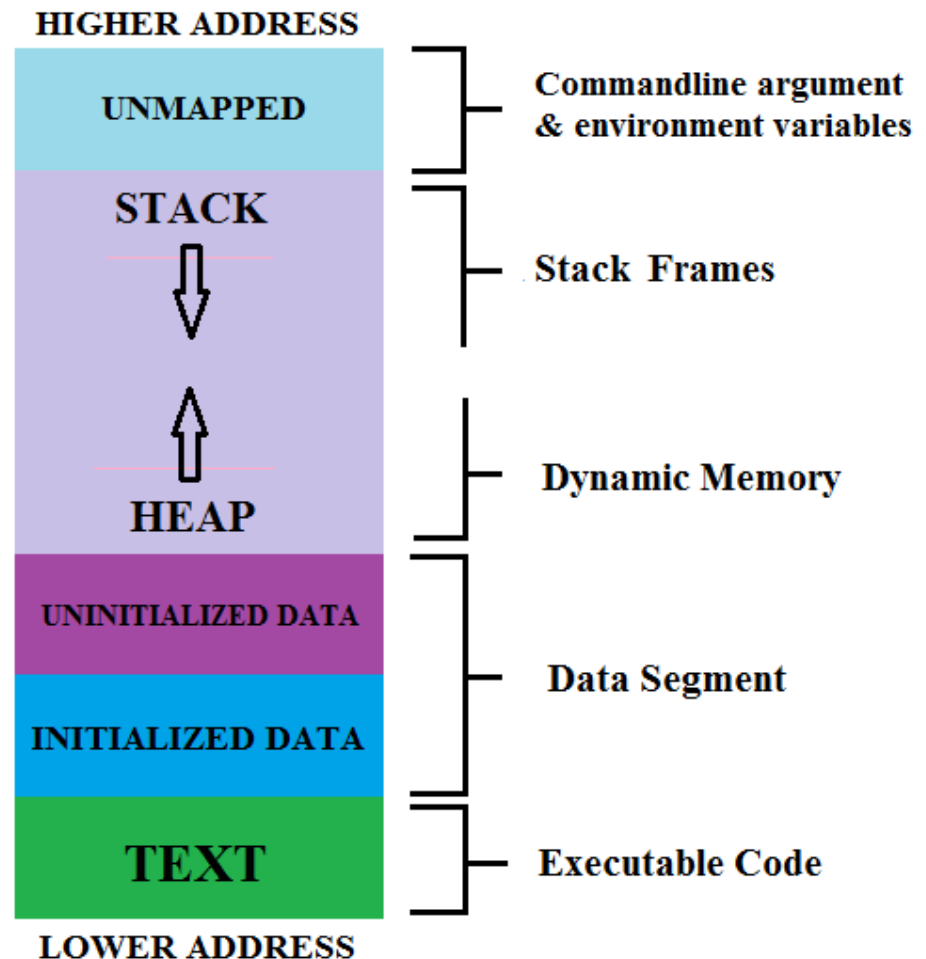 HIGHER ADDRESS
UNMAPPED
Commandline argument
& environment variables
STACK
Stack Frames
HEAP
Dynamic Memory
UNINITIALIZED DATA
INITIALIZED DATA
Data Segment
TEXT
Executable Code
LOWER ADDRESS